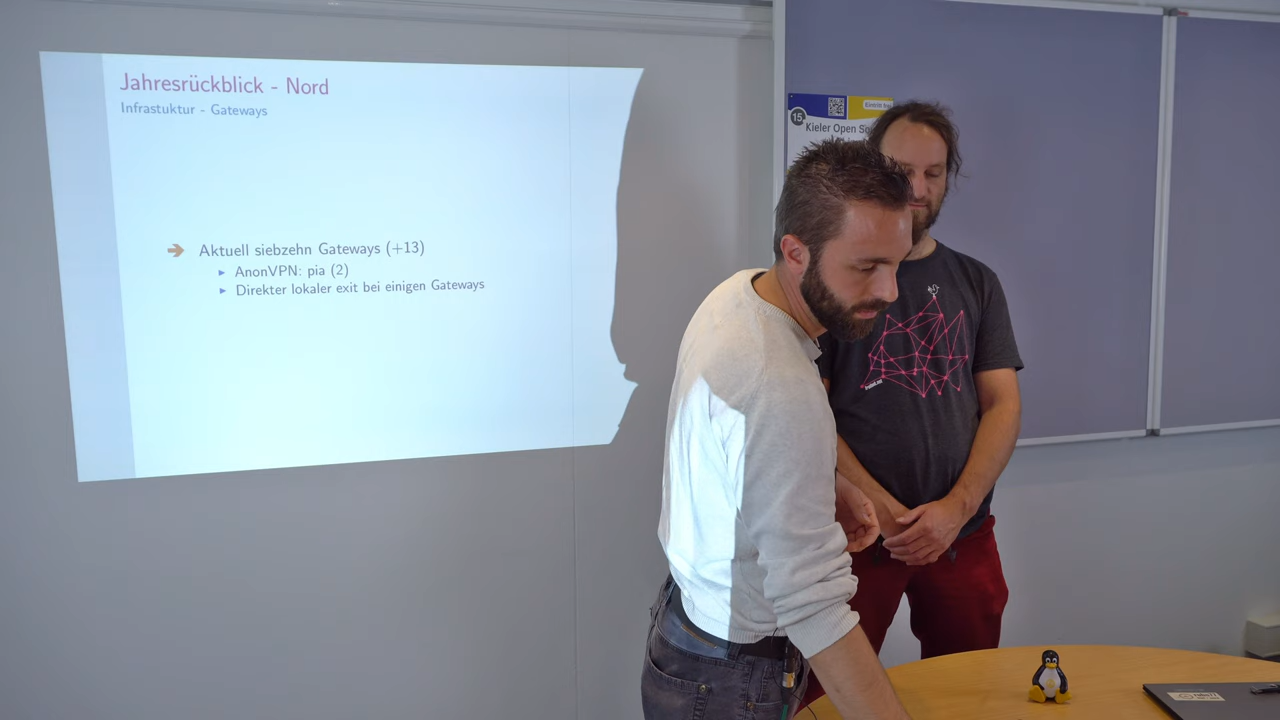 Jahresrückblick - Nord
Infrastuktur - Gateways
Aktuell siebzehn Gateways (+13)
AnonVPN: pia (2)
Direkter lokaler exit bei einigen Gateways
15.
Kieler Open